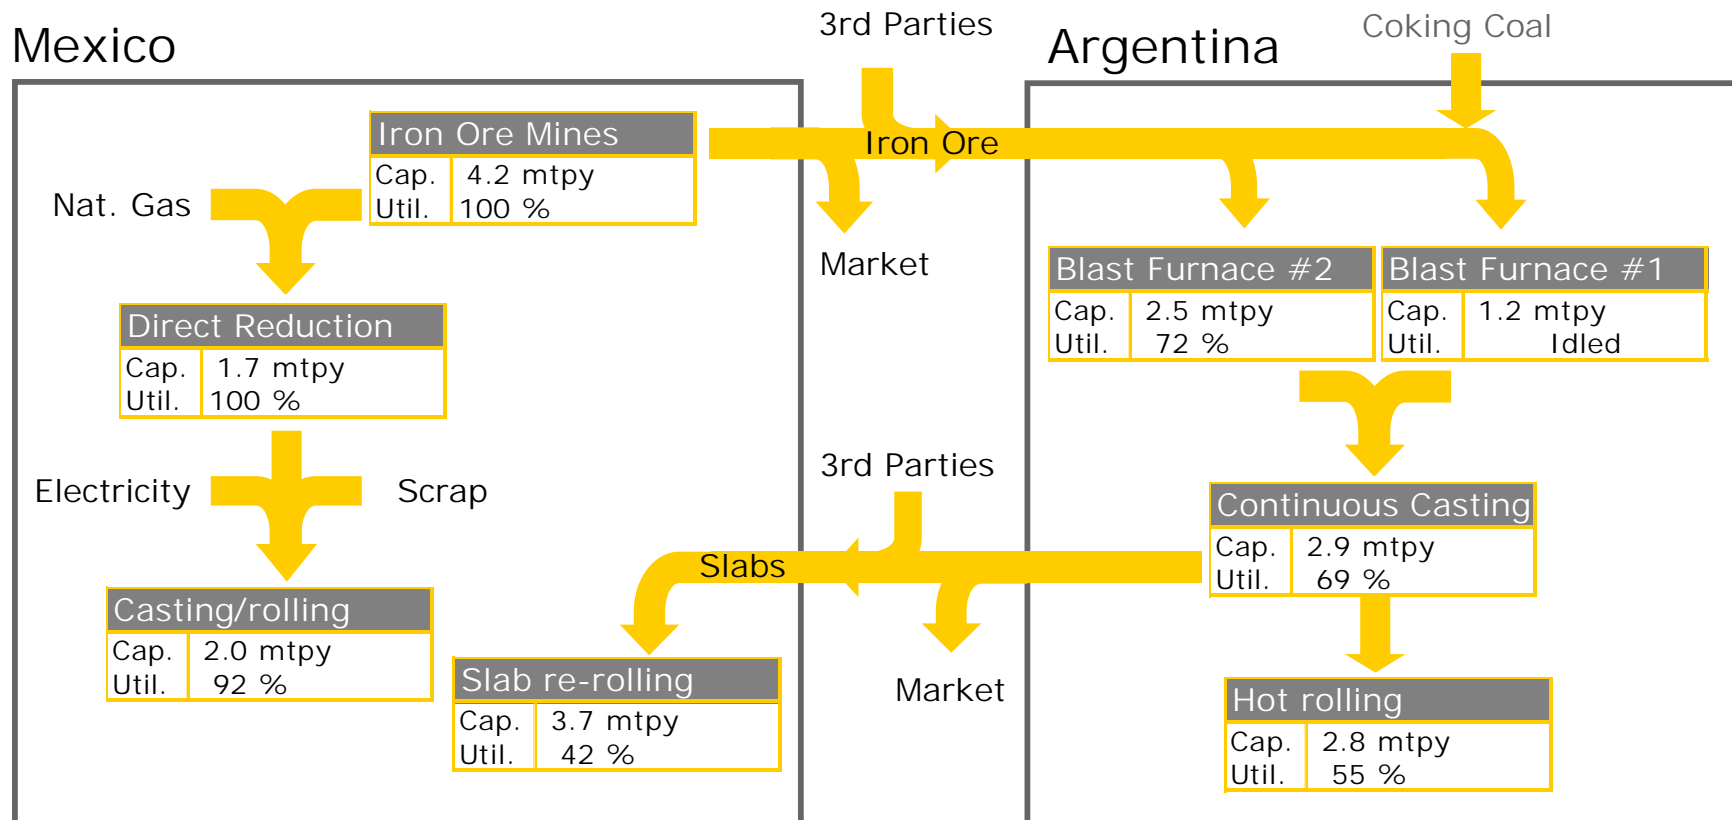 Mexico
3rd Parties
Argentina
Coking Coal
Iron Ore Mines
Cap. 4.2 mtpy
Util. 100 %
Iron Ore
Nat. Gas
Market
Blast Furnace #2
Cap. 2.5 mtpy
Util. 72 %
Blast Furnace #1
Cap. 1.2 mtpy
Util. Idled
Direct Reduction
Cap. 1.7 mtpy
Util. 100 %
Electricity
Scrap
3rd Parties
Continuous Casting
Cap. 2.9 mtpy
Util. 69 %
Slabs
Casting/rolling
Cap. 2.0 mtpy
Util. 92 %
Slab re-rolling
Cap. 3.7 mtpy
Util. 42 %
Market
Hot rolling
Cap. 2.8 mtpy
Util. 55 %